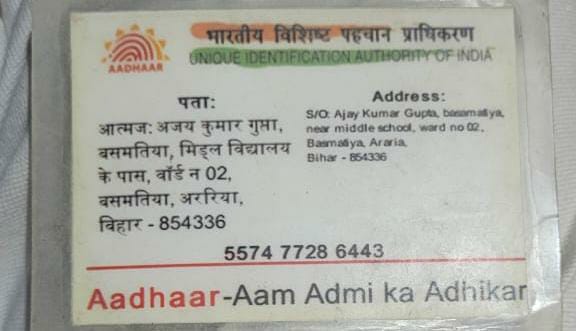 भारतीय विशिष्ट पहचान प्राधिकरण
UNIQUE IDENTIFICATION AUTHORITY OF INDIA
AADHAAR
पता:
आत्मज: अजय कुमार गुप्ता,
बसमतिया, मिड्ल विद्यालय
के पास, वॉर्ड न 02,
बसमतिया, अररिया,
बिहार - 854336
Address:
S/O: Ajay Kumar Gupta, basamatiya,
near middle school, ward no 02,
Basmatiya, Araria,
Bihar - 854336
5574 7728 6443
Aadhaar-Aam Admi ka Adhikar